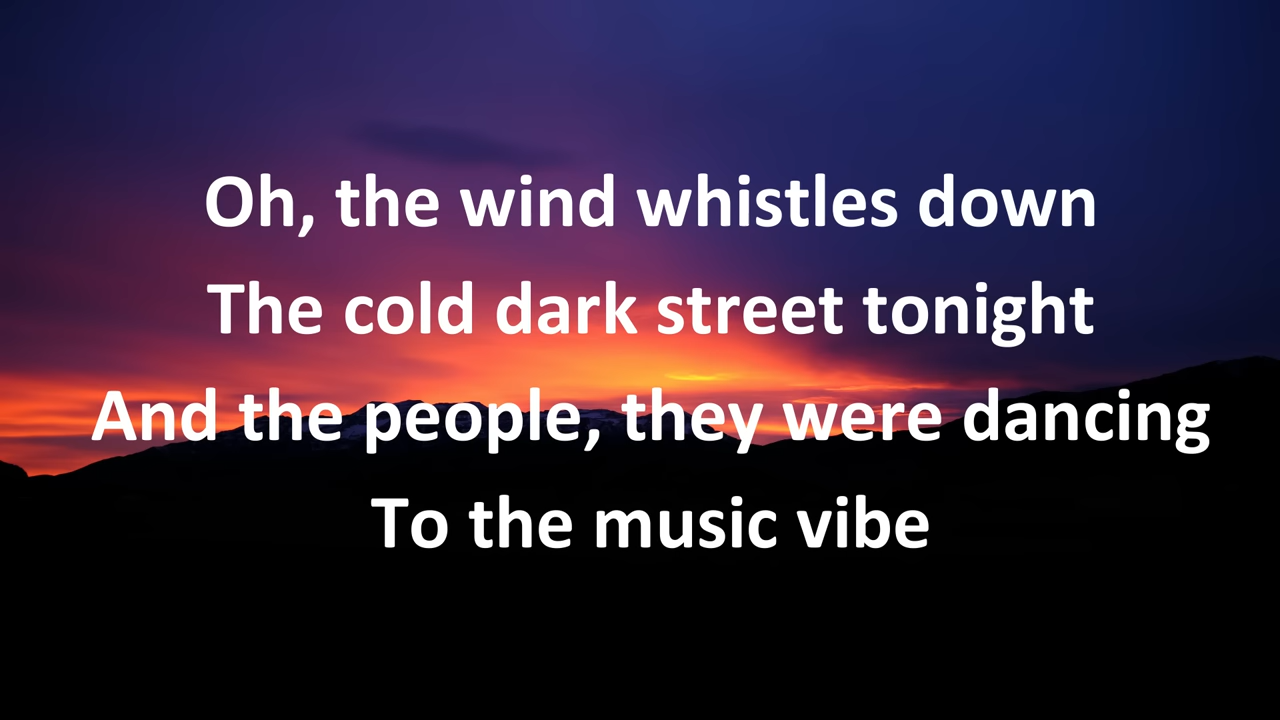 Oh, the wind whistles down
The cold dark street tonight
And the people, they were dancing
To the music vibe